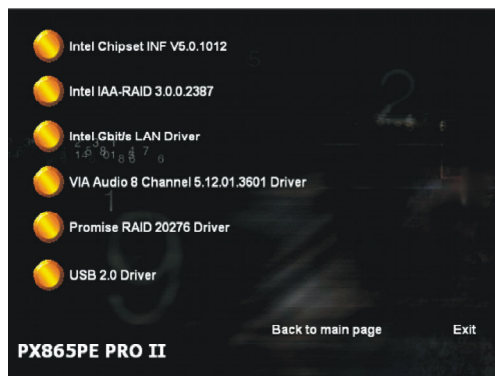 Intel Chipset INF V5.0.1012
Intel IAA-RAID 3.0.0.2387
Intel Gbit/s LAN Driver
VIA Audio 8 Channel 5.12.01.3601 Driver
Promise RAID 20276 Driver
USB 2.0 Driver
Back to main page
Exit
PX865PE PRO II